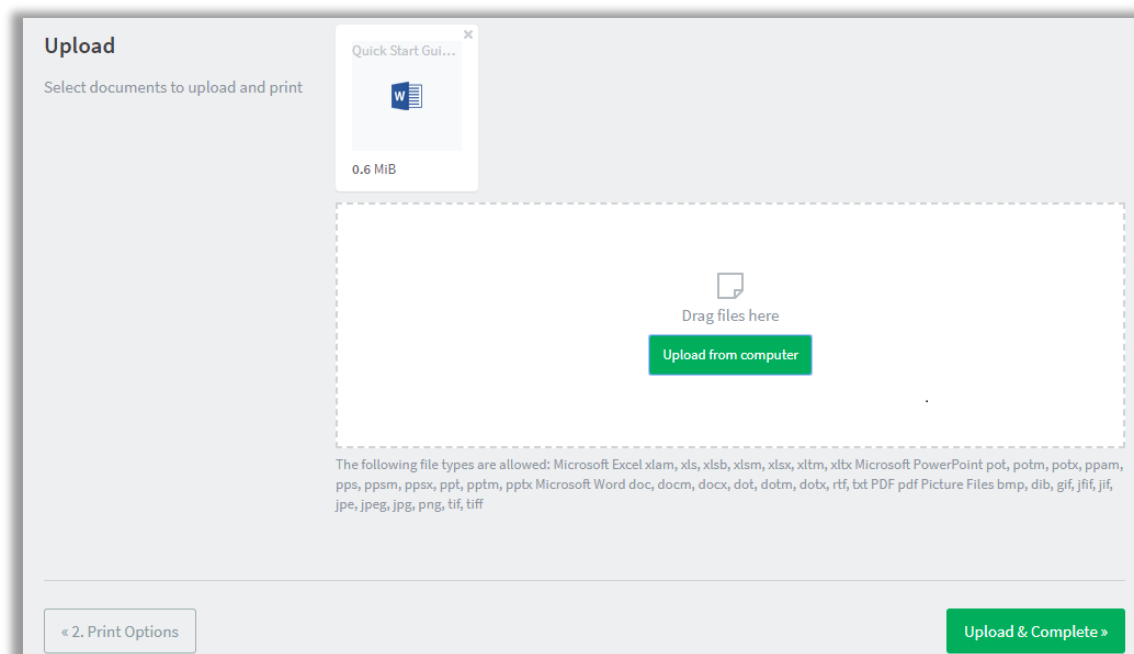 Upload
Select documents to upload and print
Quick Start Gui...
W
0.6 MiB
Drag files here
Upload from computer
The following file types are allowed: Microsoft Excel xlam, xls, xlsb, xlsm, xlsx, xltm, xltx Microsoft PowerPoint pot, potm, potx, ppam,
pps, ppsm, ppsx, ppt, pptm, pptx Microsoft Word doc, docm, docx, dot, dotm, dotx, rtf, txt PDF pdf Picture Files bmp, dib, gif, jfif, jif,
jpe, jpeg, jpg, png, tif, tiff
« 2. Print Options
Upload & Complete »